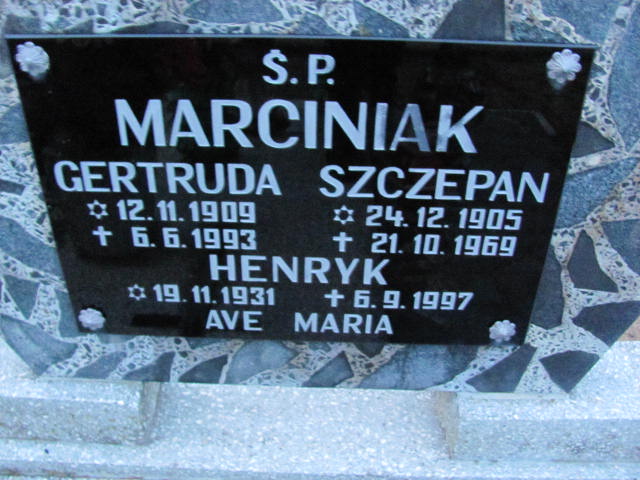 Ś.P.
MARCINIAK
GERTRUDA SZCZEPAN
✡ 12.11.1909 ✡ 24.12.1905
✝ 6.6.1993 ✝ 21.10.1969
HENRYK
✡ 19.11.1931 ✝ 6.9.1997
AVE MARIA